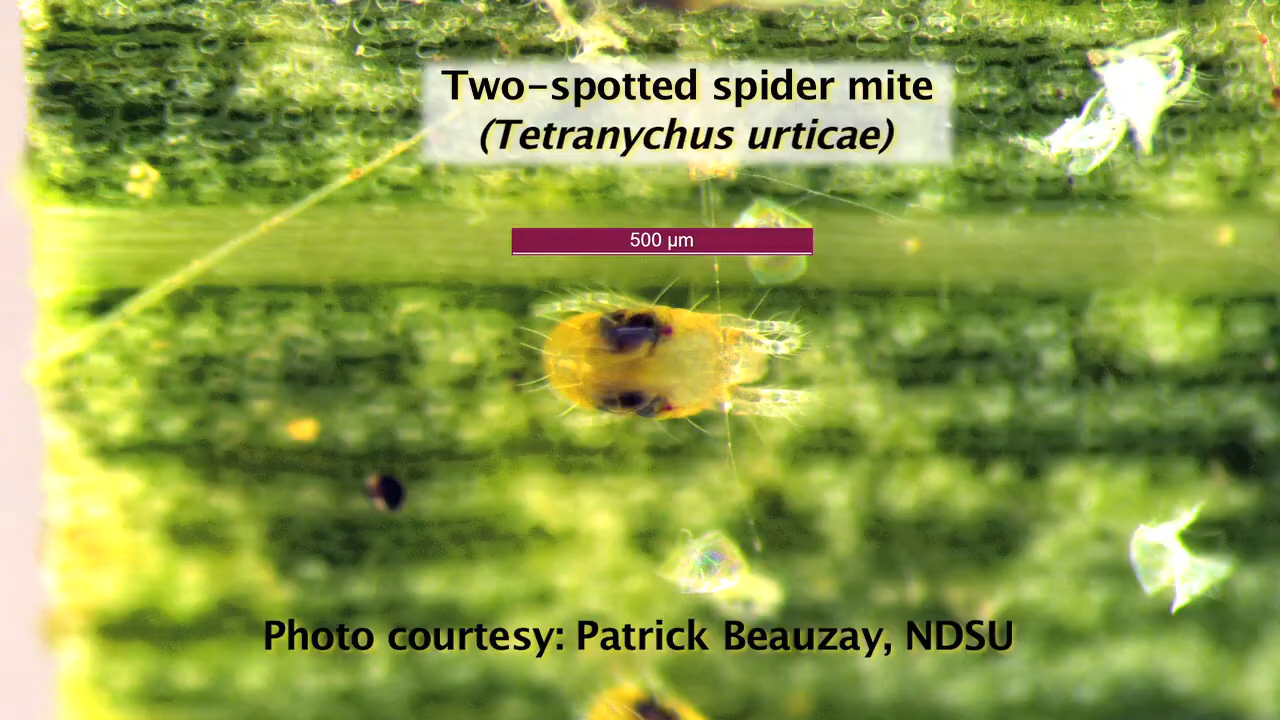 Two-spotted spider mite
(Tetranychus urticae)
500 µm
Photo courtesy: Patrick Beauzay, NDSU